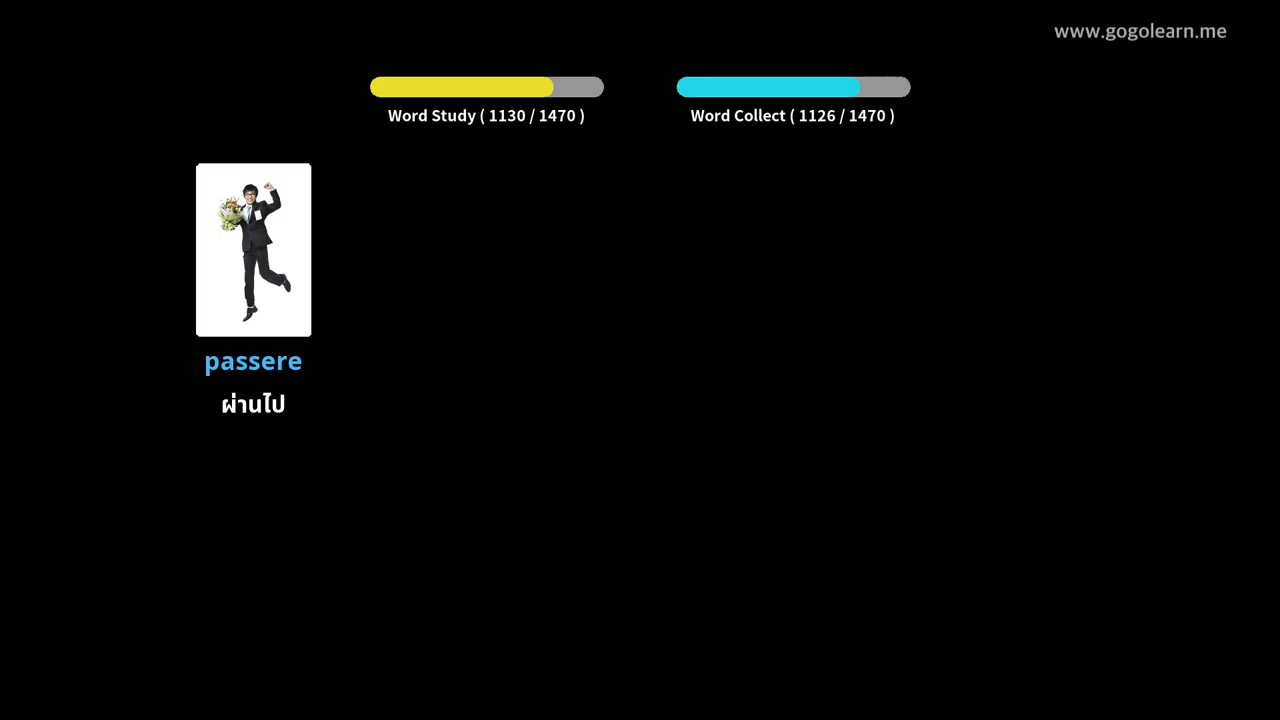 www.gogolearn.me
Word Study ( 1130 / 1470 )
Word Collect ( 1126 / 1470 )
passere
ผ่านไป